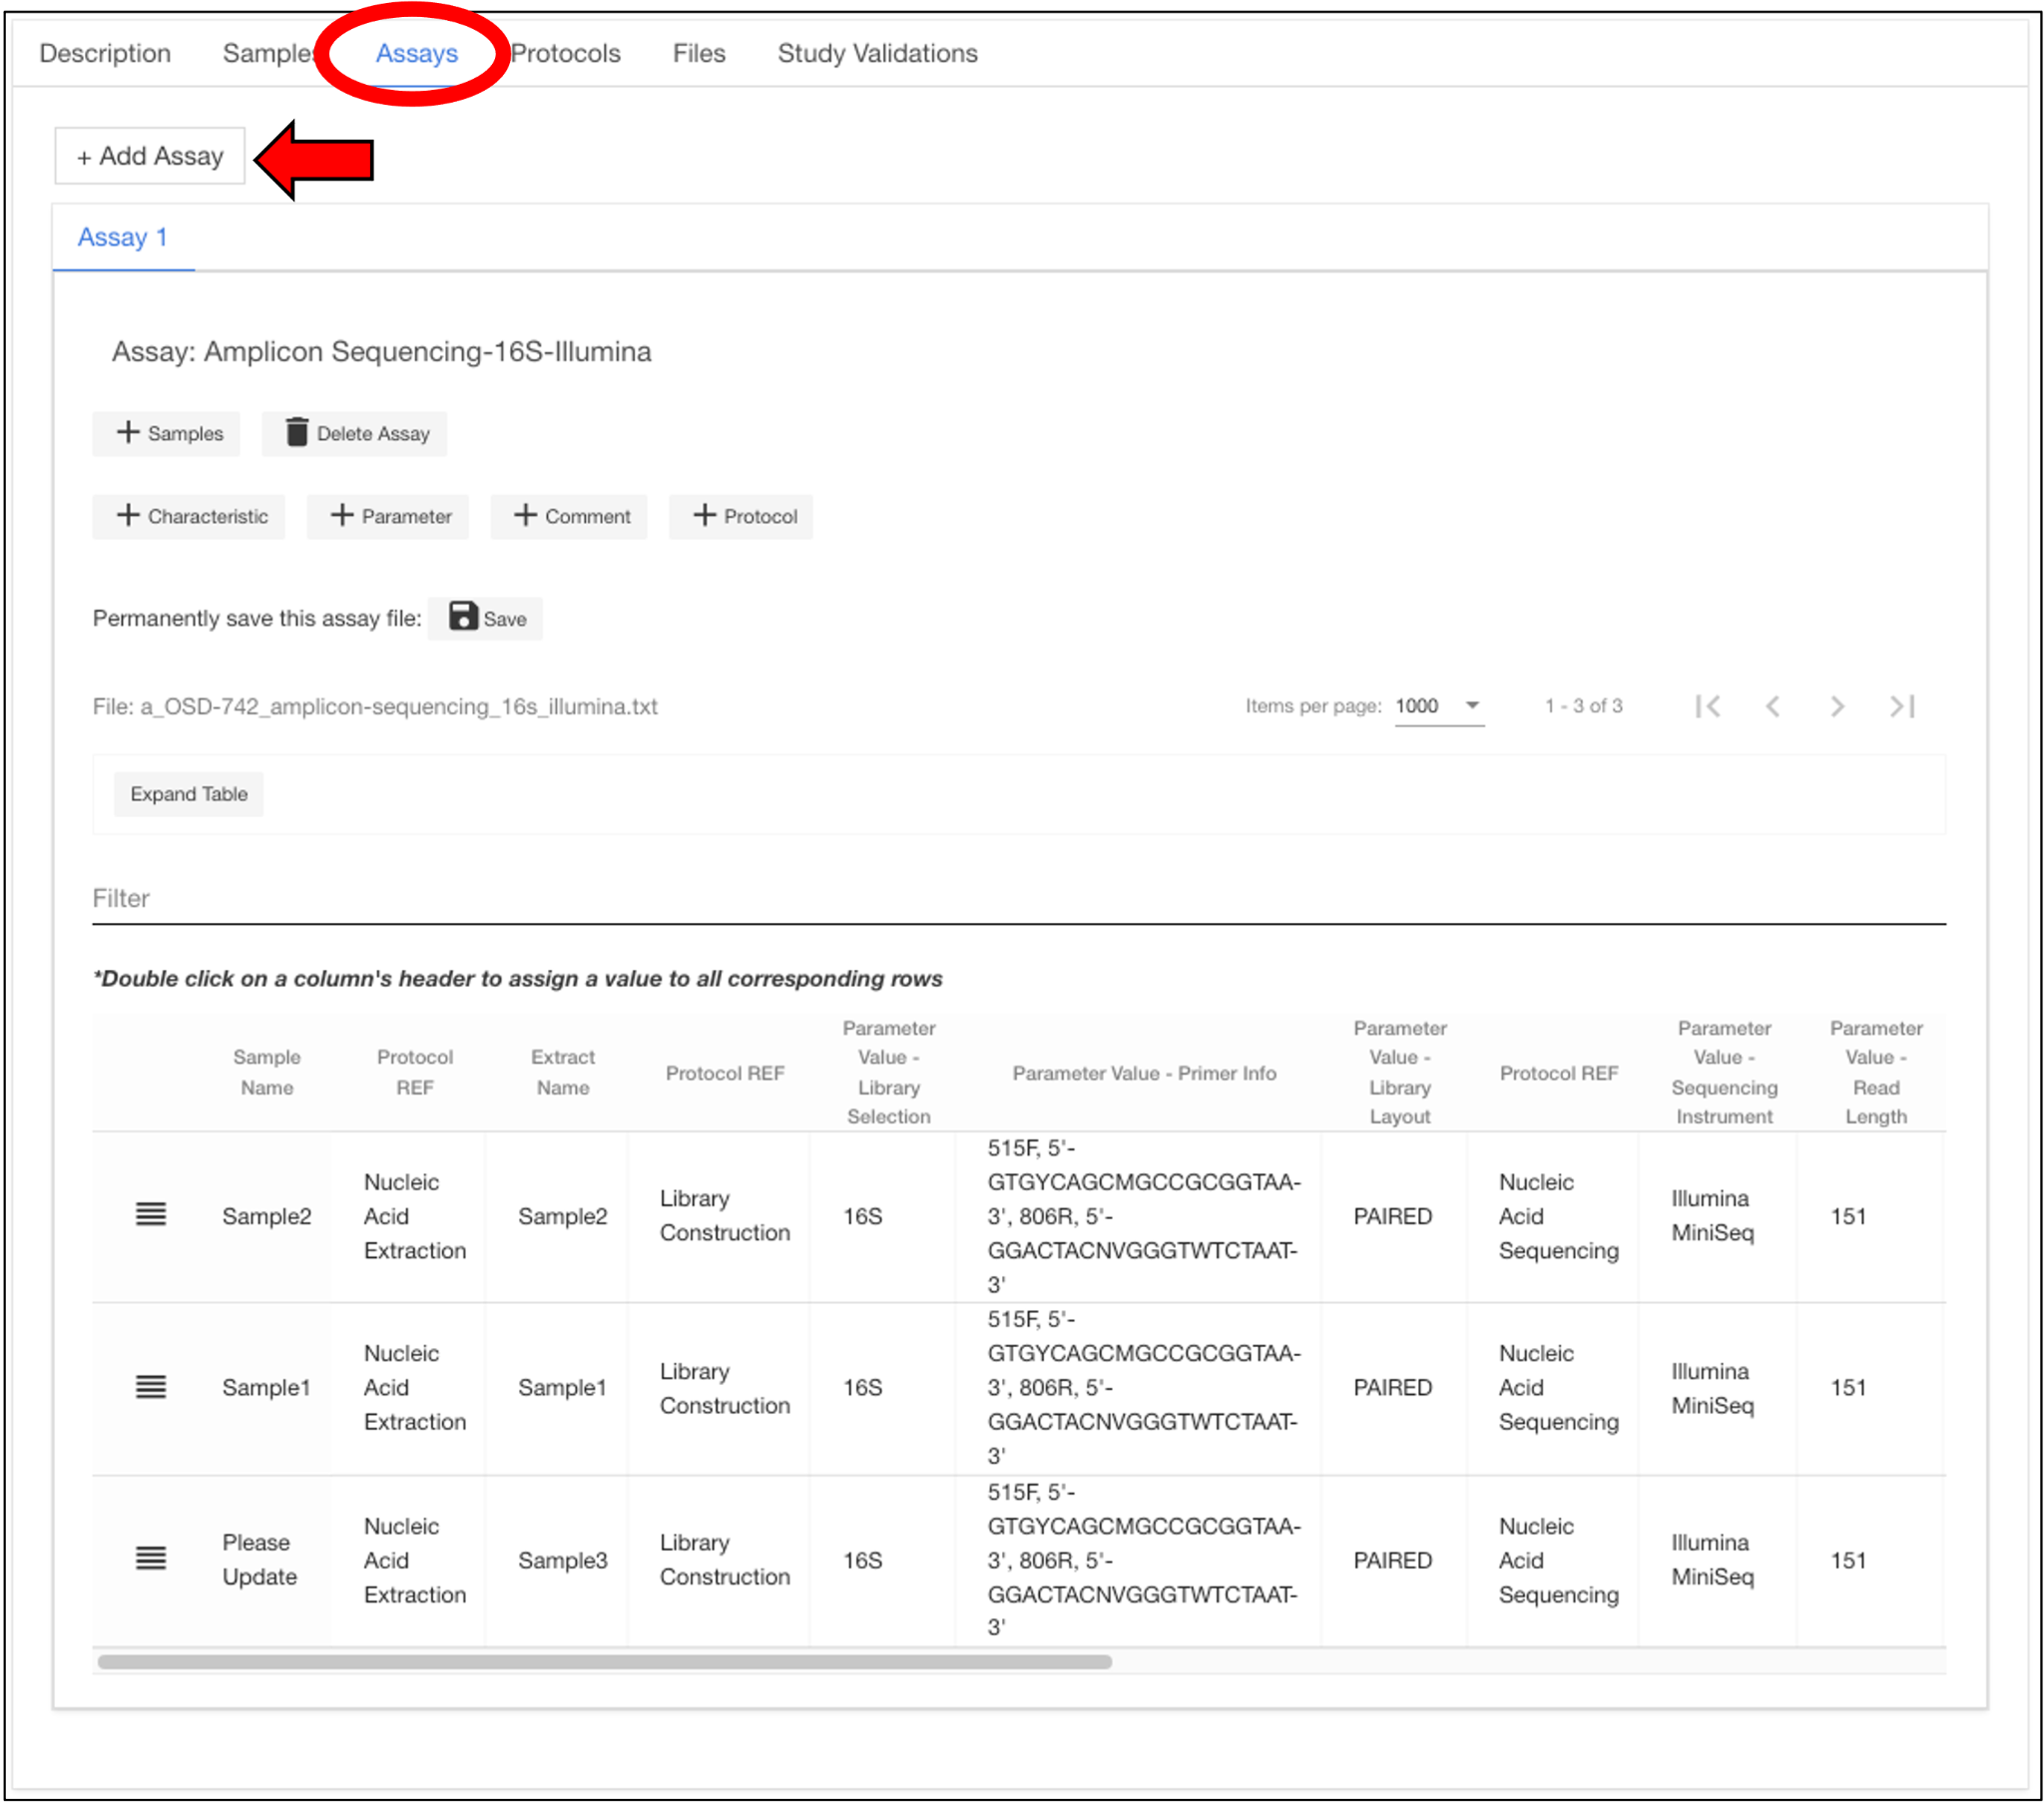 Description Samples Assays Protocols Files Study Validations
+ Add Assay
Assay 1
Assay: Amplicon Sequencing-16S-Illumina
Samples Delete Assay
Characteristic Parameter Comment Protocol
Permanently save this assay file: Save
File: a_OSD-742_amplicon-sequencing_16s_illumina.txt Items per page: 1000 1 - 3 of 3
Expand Table
Filter
*Double click on a column's header to assign a value to all corresponding rows
Sample
Name
Protocol
REF
Extract
Name
Protocol REF
Parameter
Value -
Library
Selection
Parameter Value - Primer Info
Parameter
Value -
Library
Layout
Protocol REF
Parameter
Value -
Sequencing
Instrument
Parameter
Value -
Read
Length
Sample2
Nucleic
Acid
Extraction
Sample2
Library
Construction
16S
515F, 5'-
GTGYCAGCMGCCGCGGTAA-
3', 806R, 5'-
GGACTACNVGGGTWTCTAAT-
3'
PAIRED
Nucleic
Acid
Sequencing
Illumina
MiniSeq
151
Sample1
Nucleic
Acid
Extraction
Sample1
Library
Construction
16S
515F, 5'-
GTGYCAGCMGCCGCGGTAA-
3', 806R, 5'-
GGACTACNVGGGTWTCTAAT-
3'
PAIRED
Nucleic
Acid
Sequencing
Illumina
MiniSeq
151
Please
Update
Nucleic
Acid
Extraction
Sample3
Library
Construction
16S
515F, 5'-
GTGYCAGCMGCCGCGGTAA-
3', 806R, 5'-
GGACTACNVGGGTWTCTAAT-
3'
PAIRED
Nucleic
Acid
Sequencing
Illumina
MiniSeq
151